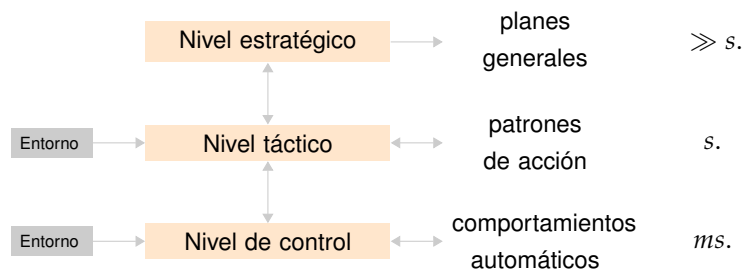 Nivel estratégico
planes
generales
≫ s.
Entorno
Nivel táctico
patrones
de acción
s.
Entorno
Nivel de control
comportamientos
automáticos
ms.